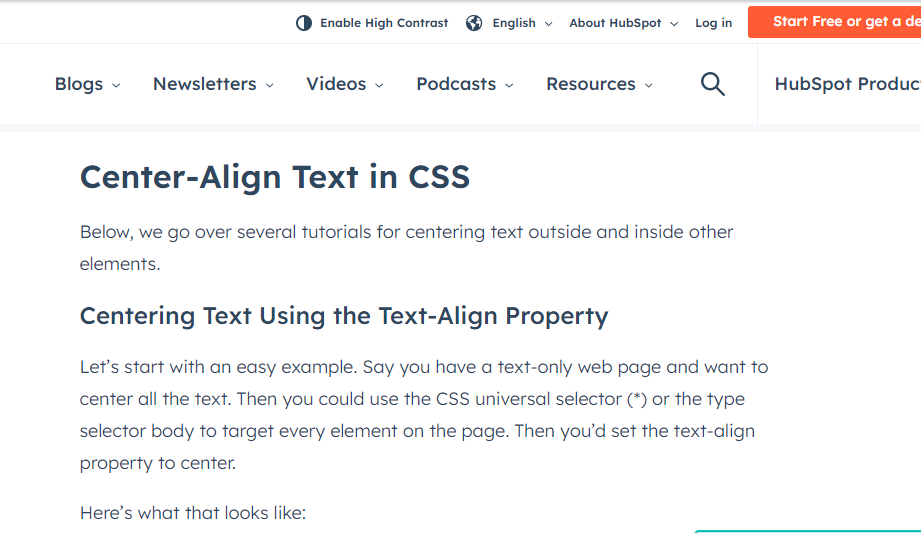 Enable High Contrast English About HubSpot Log in Start Free or get a
Blogs Newsletters Videos Podcasts Resources HubSpot
Center-Align Text in CSS
Below, we go over several tutorials for centering text outside and inside other
elements.
Centering Text Using the Text-Align Property
Let’s start with an easy example. Say you have a text-only web page and want to
center all the text. Then you could use the CSS universal selector (*) or the type
selector body to target every element on the page. Then you’d set the text-align
property to center.
Here’s what that looks like: